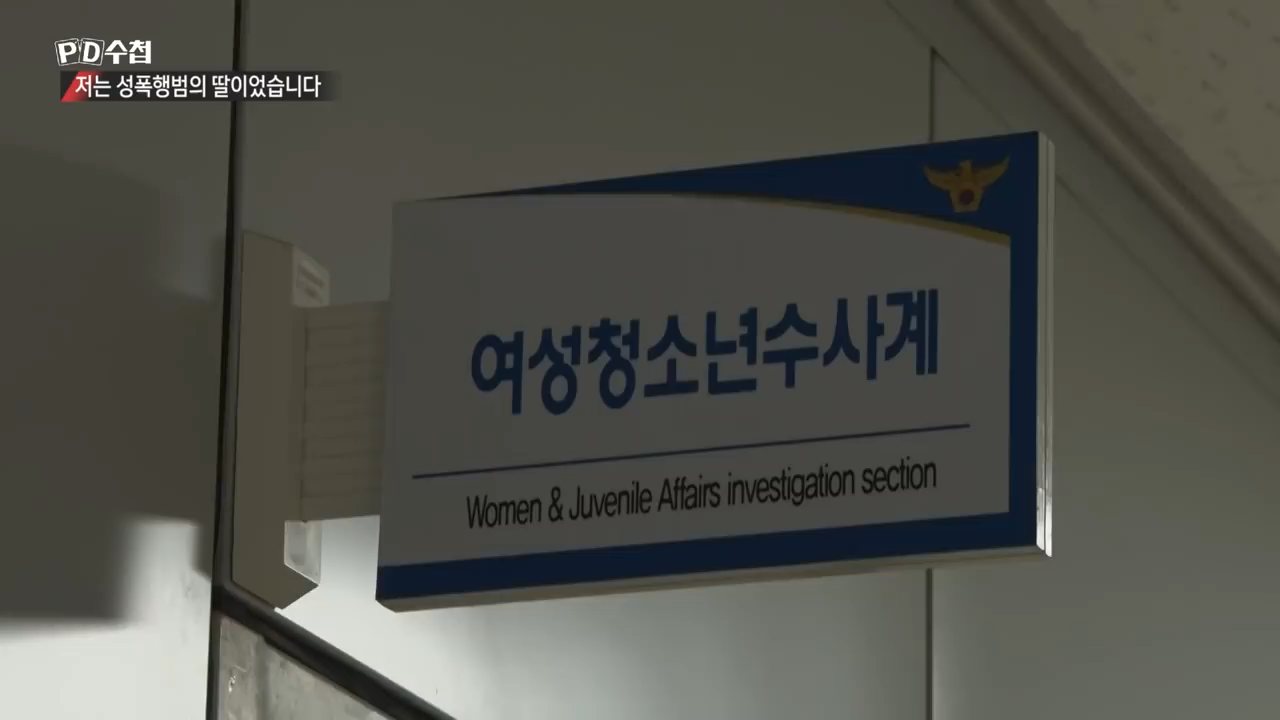 PD수첩
저는 성폭행범의 딸이었습니다
여성청소년수사계
Women & Juvenile Affairs investigation section